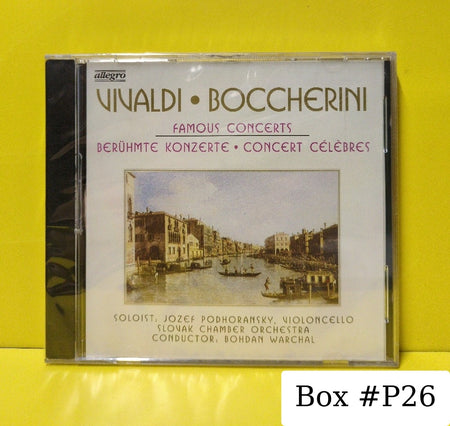 allegro
VIVALDI • BOCCHERINI
FAMOUS CONCERTS
BERÜHMTE KONZERTE • CONCERT CÉLÈBRES
SOLOIST: JOZEF PODHORANSKY, VIOLONCELLO
SLOVAK CHAMBER ORCHESTRA
CONDUCTOR: BOHDAN WARCHAL
Box #P26